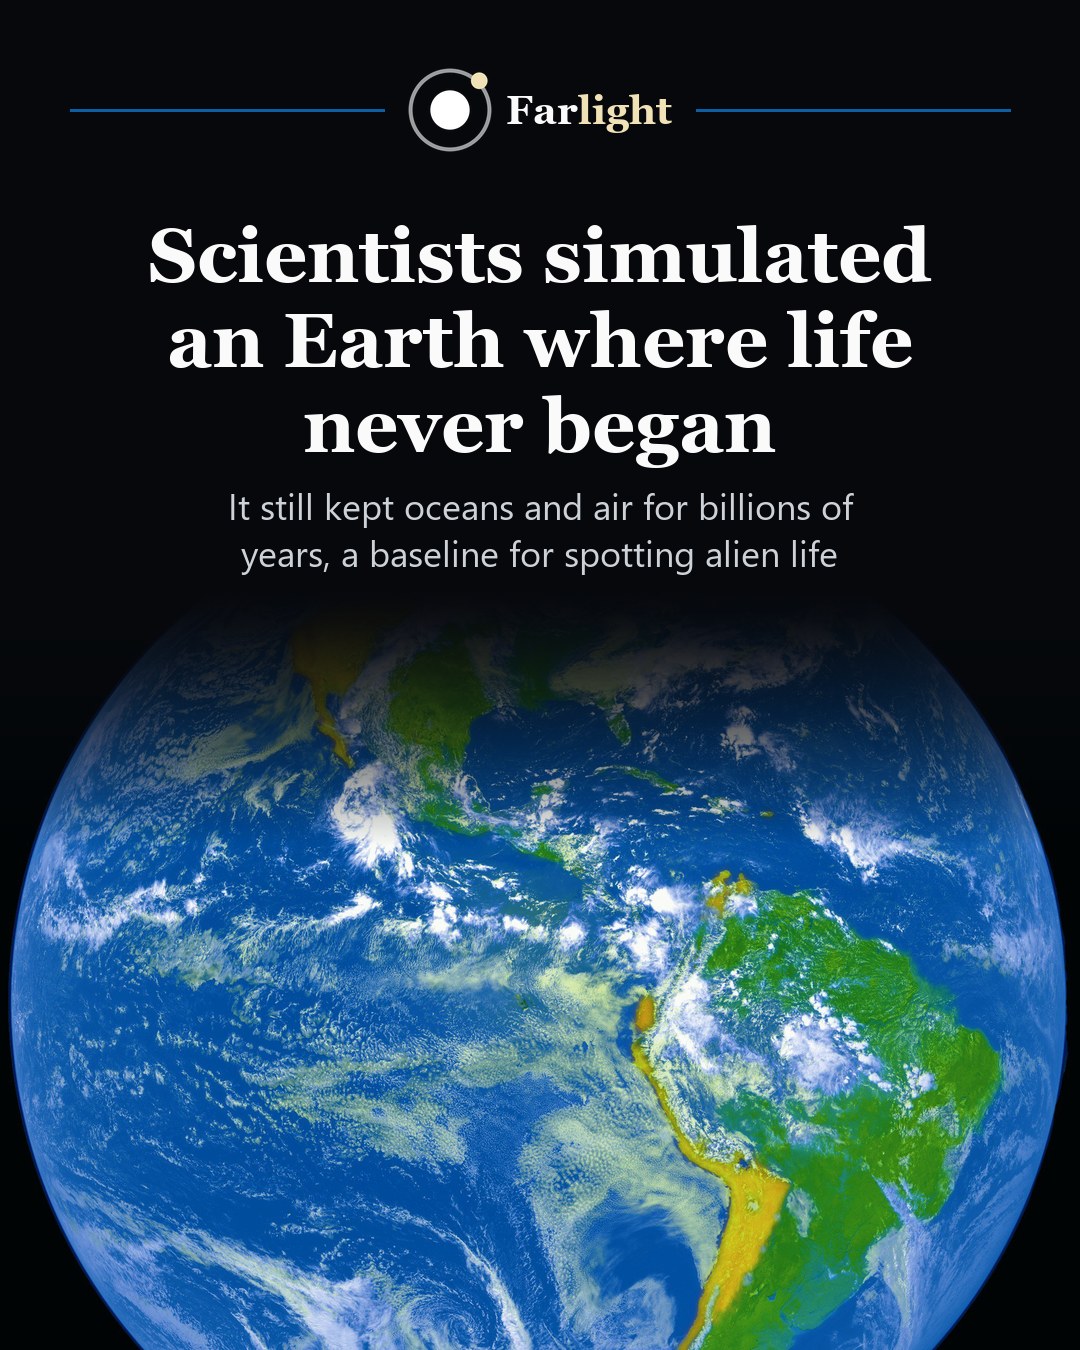 Farlight
Scientists simulated
an Earth where life
never began
It still kept oceans and air for billions of
years, a baseline for spotting alien life